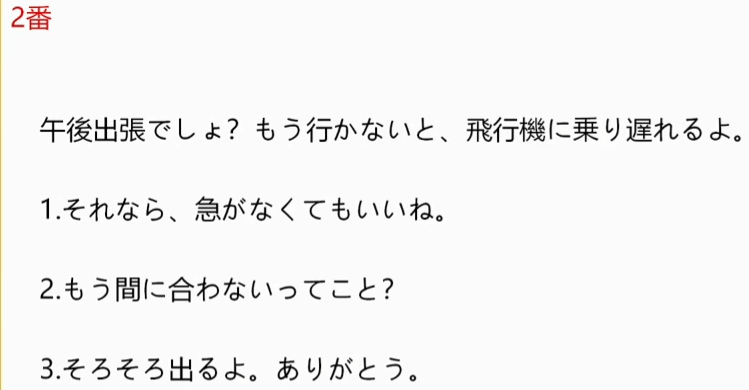 2番
午後出張でしょ？もう行かないと、飛行機に乗り遅れるよ。
1.それなら、急がなくてもいいね。
2.もう間に合わないってこと？
3.そろそろ出るよ。ありがとう。